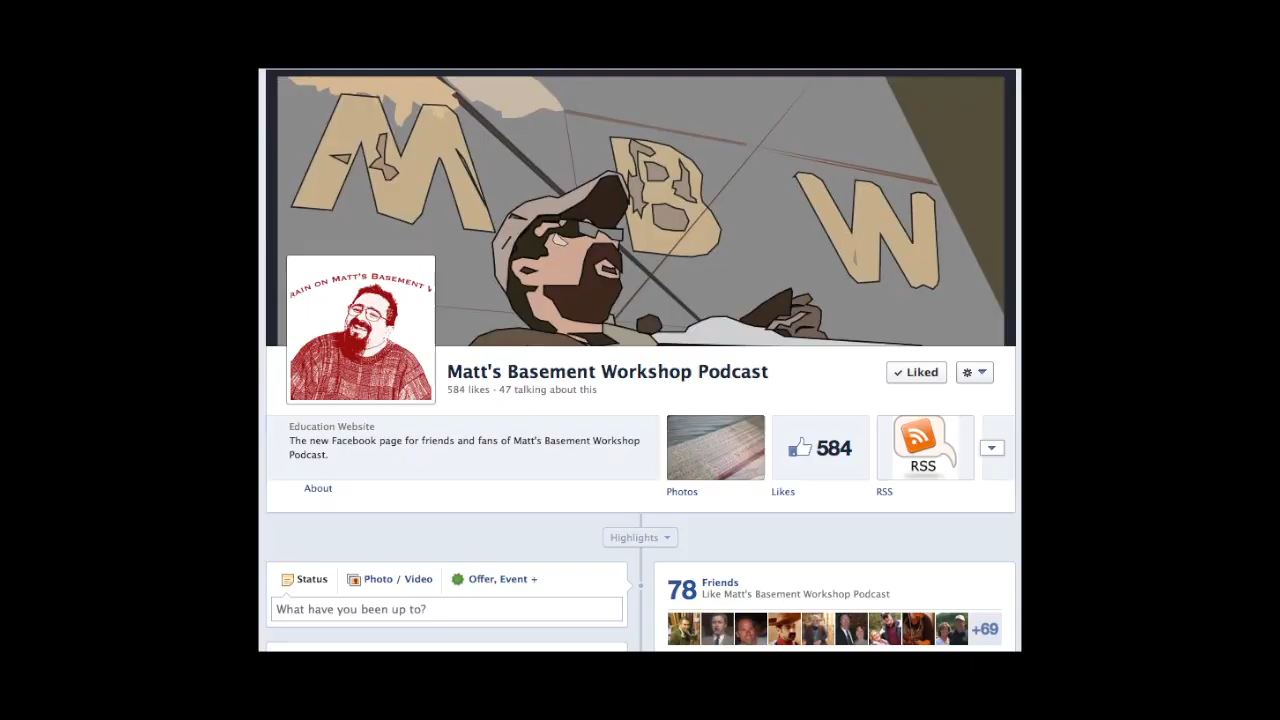 M B W
RAIN ON MATT'S BASEMENT
Matt's Basement Workshop Podcast
584 likes · 47 talking about this
Liked
Education Website
The new Facebook page for friends and fans of Matt's Basement Workshop
Podcast.
About
584
RSS
Photos
Likes
RSS
Highlights
Status
Photo / Video
Offer, Event +
What have you been up to?
78 Friends
Like Matt's Basement Workshop Podcast
+69